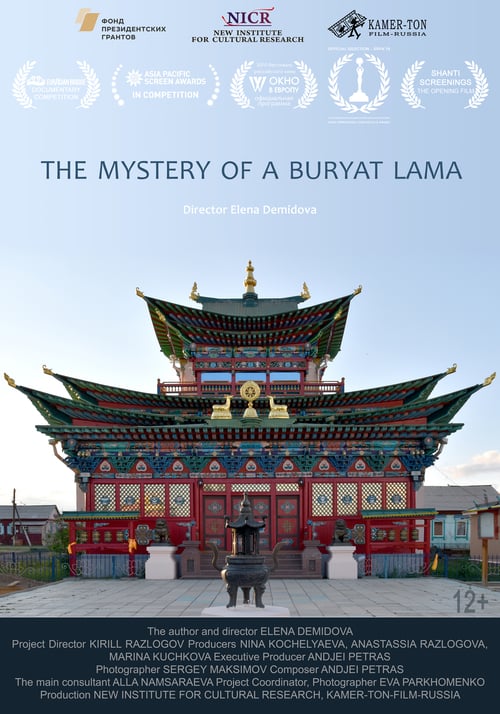 ФОНД
ПРЕЗИДЕНТСКИХ
ГРАНТОВ
NICR
NEW INSTITUTE
FOR CULTURAL RESEARCH
KAMER-TON
FILM-RUSSIA
DOCUMENTARY
COMPETITION
ASIA PACIFIC
SCREEN AWARDS
IN COMPETITION
W ОКНО
В ЕВРОПУ
официальная
программа
SHANTI
SCREENINGS
THE OPENING FILM
THE MYSTERY OF A BURYAT LAMA
Director Elena Demidova
12+
The author and director ELENA DEMIDOVA
Project Director KIRILL RAZLOGOV Producers NINA KOCHELYAEVA, ANASTASSIA RAZLOGOVA,
MARINA KUCHKOVA Executive Producer ANDJEI PETRAS
Photographer SERGEY MAKSIMOV Composer ANDJEI PETRAS
The main consultant ALLA NAMSARAEVA Project Coordinator, Photographer EVA PARKHOMENKO
Production NEW INSTITUTE FOR CULTURAL RESEARCH, KAMER-TON-FILM-RUSSIA